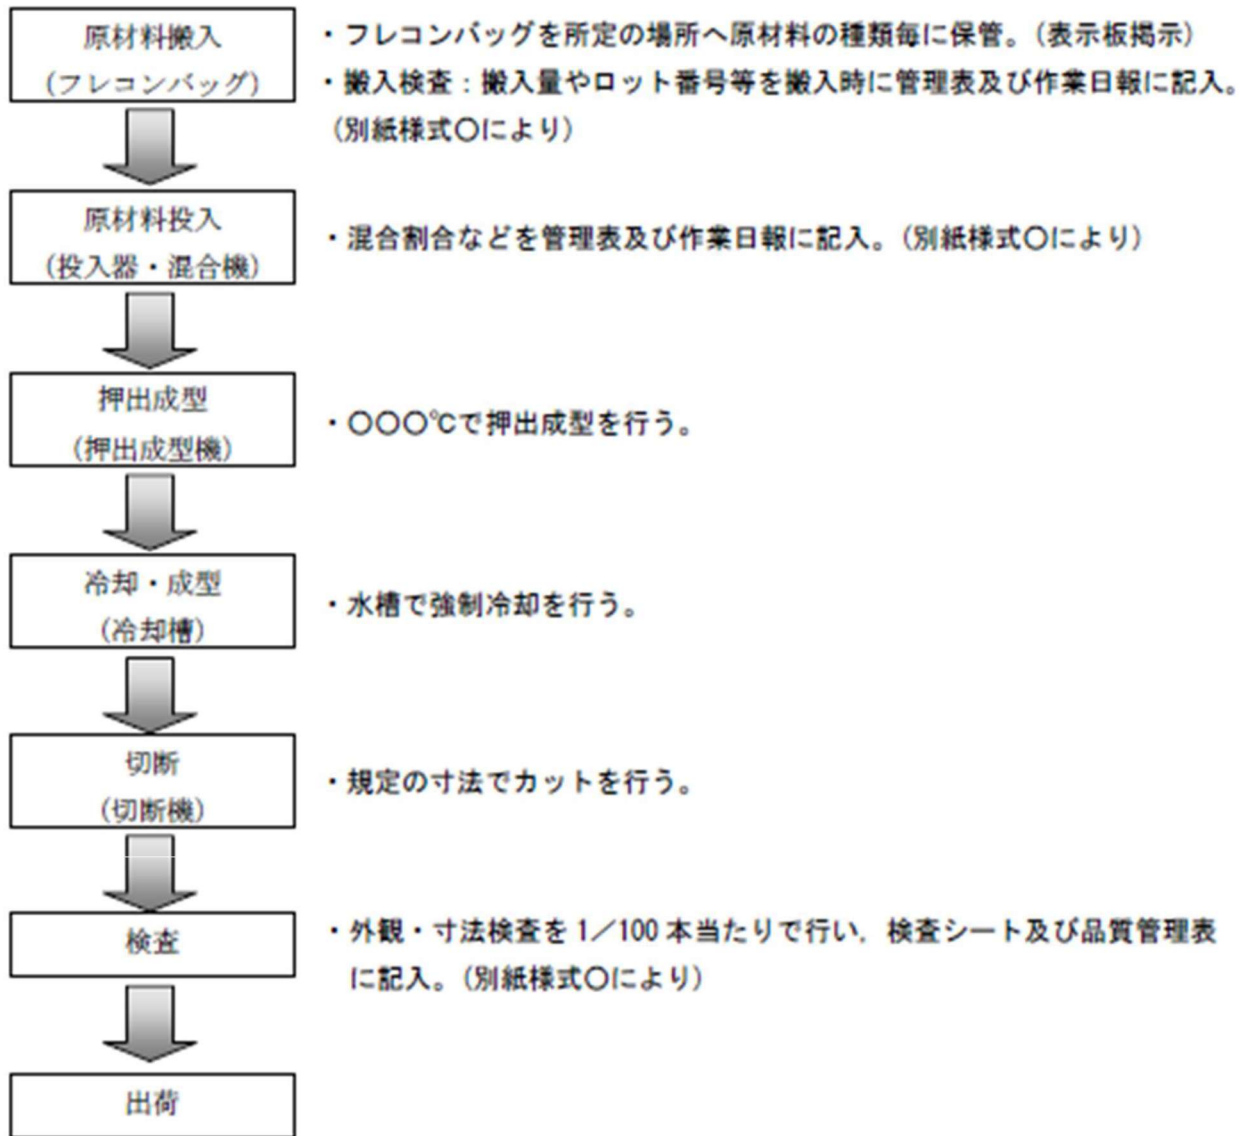 原材料搬入
(フレコンバッグ)
・フレコンバッグを所定の場所へ原材料の種類毎に保管。(表示板掲示)
・搬入検査：搬入量やロット番号等を搬入時に管理表及び作業日報に記入。
(別紙様式〇により)
原材料投入
(投入器・混合機)
・混合割合などを管理表及び作業日報に記入。(別紙様式〇により)
押出成型
(押出成型機)
・〇〇〇℃で押出成型を行う。
冷却・成型
(冷却槽)
・水槽で強制冷却を行う。
切断
(切断機)
・規定の寸法でカットを行う。
検査
・外観・寸法検査を1／100本当たりで行い，検査シート及び品質管理表
に記入。(別紙様式〇により)
出荷